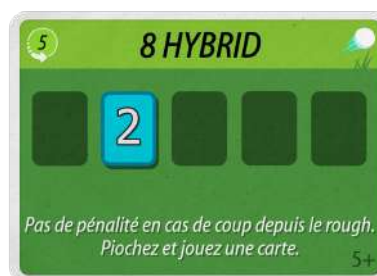 5 8 HYBRID
2
Pas de pénalité en cas de coup depuis le rough.
Piochez et jouez une carte.
5+